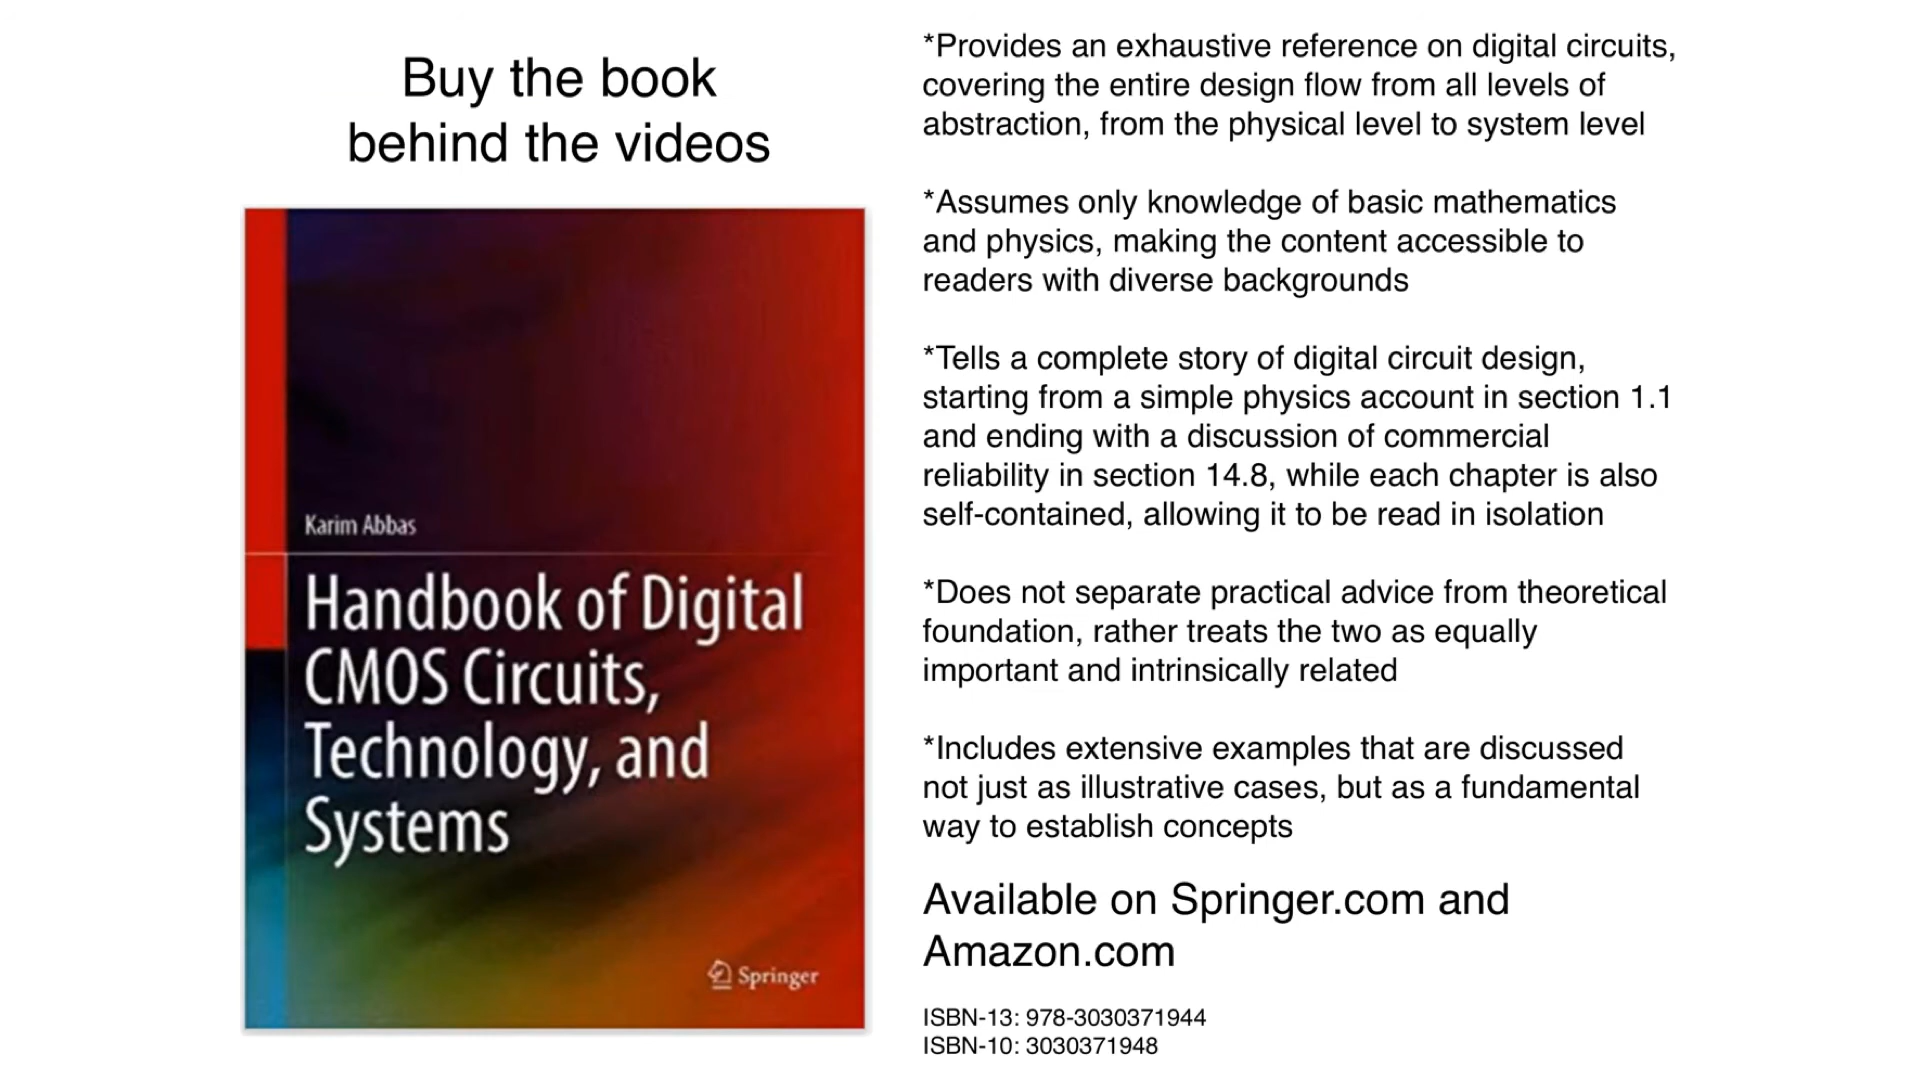 Buy the book
behind the videos
Karim Abbas
Handbook of Digital
CMOS Circuits,
Technology, and
Systems
Springer
*Provides an exhaustive reference on digital circuits,
covering the entire design flow from all levels of
abstraction, from the physical level to system level
*Assumes only knowledge of basic mathematics
and physics, making the content accessible to
readers with diverse backgrounds
*Tells a complete story of digital circuit design,
starting from a simple physics account in section 1.1
and ending with a discussion of commercial
reliability in section 14.8, while each chapter is also
self-contained, allowing it to be read in isolation
*Does not separate practical advice from theoretical
foundation, rather treats the two as equally
important and intrinsically related
*Includes extensive examples that are discussed
not just as illustrative cases, but as a fundamental
way to establish concepts
Available on Springer.com and
Amazon.com
ISBN-13: 978-3030371944
ISBN-10: 3030371948